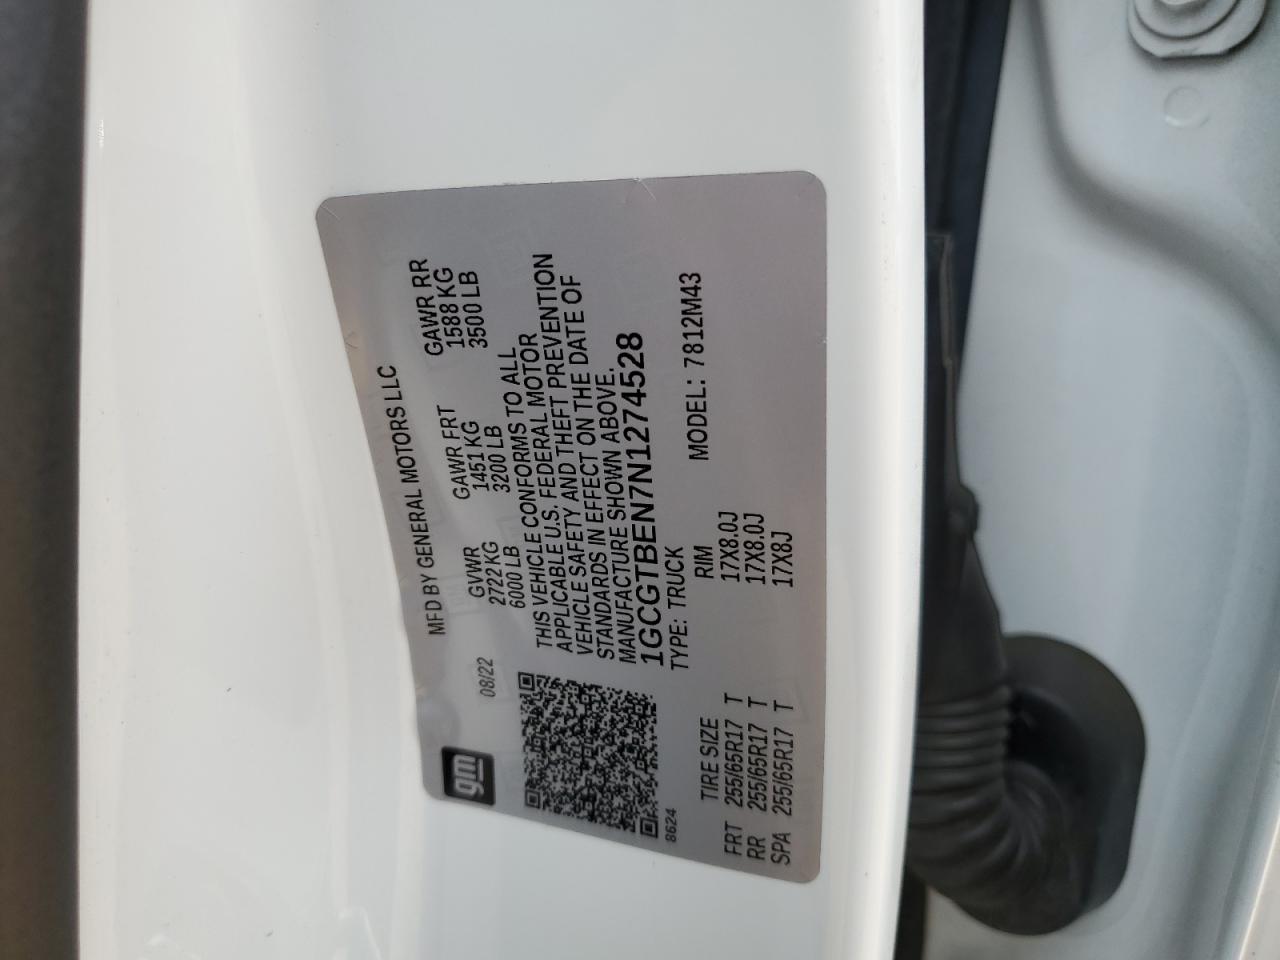 gm
08/22
MFD BY GENERAL MOTORS LLC
GVWR GAWR FRT GAWR RR
2722 KG 1451 KG 1588 KG
6000 LB 3200 LB 3500 LB
THIS VEHICLE CONFORMS TO ALL
APPLICABLE U.S. FEDERAL MOTOR
VEHICLE SAFETY AND THEFT PREVENTION
STANDARDS IN EFFECT ON THE DATE OF
MANUFACTURE SHOWN ABOVE.
1GCGTBEN7N1274528
8624
TYPE: TRUCK MODEL: 7812M43
TIRE SIZE RIM
FRT 255/65R17 T 17X8.0J
RR 255/65R17 T 17X8.0J
SPA 255/65R17 T 17X8J